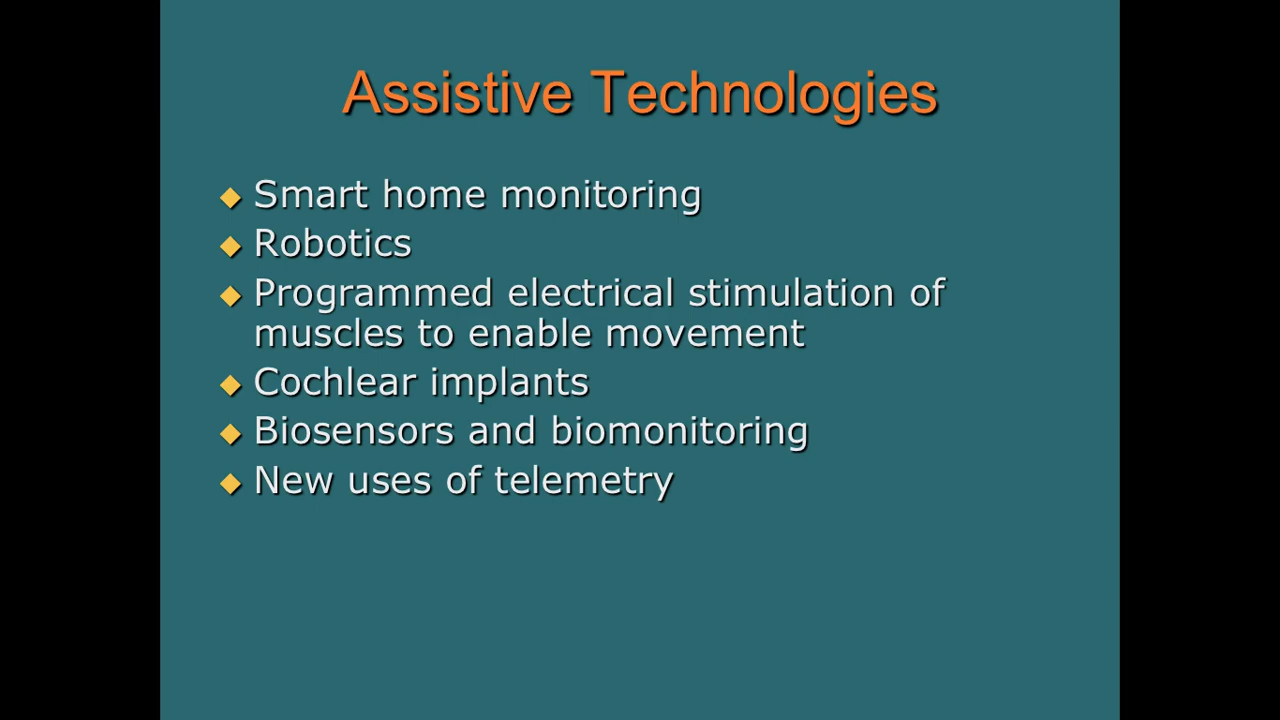 Assistive Technologies
Smart home monitoring
Robotics
Programmed electrical stimulation of
muscles to enable movement
Cochlear implants
Biosensors and biomonitoring
New uses of telemetry